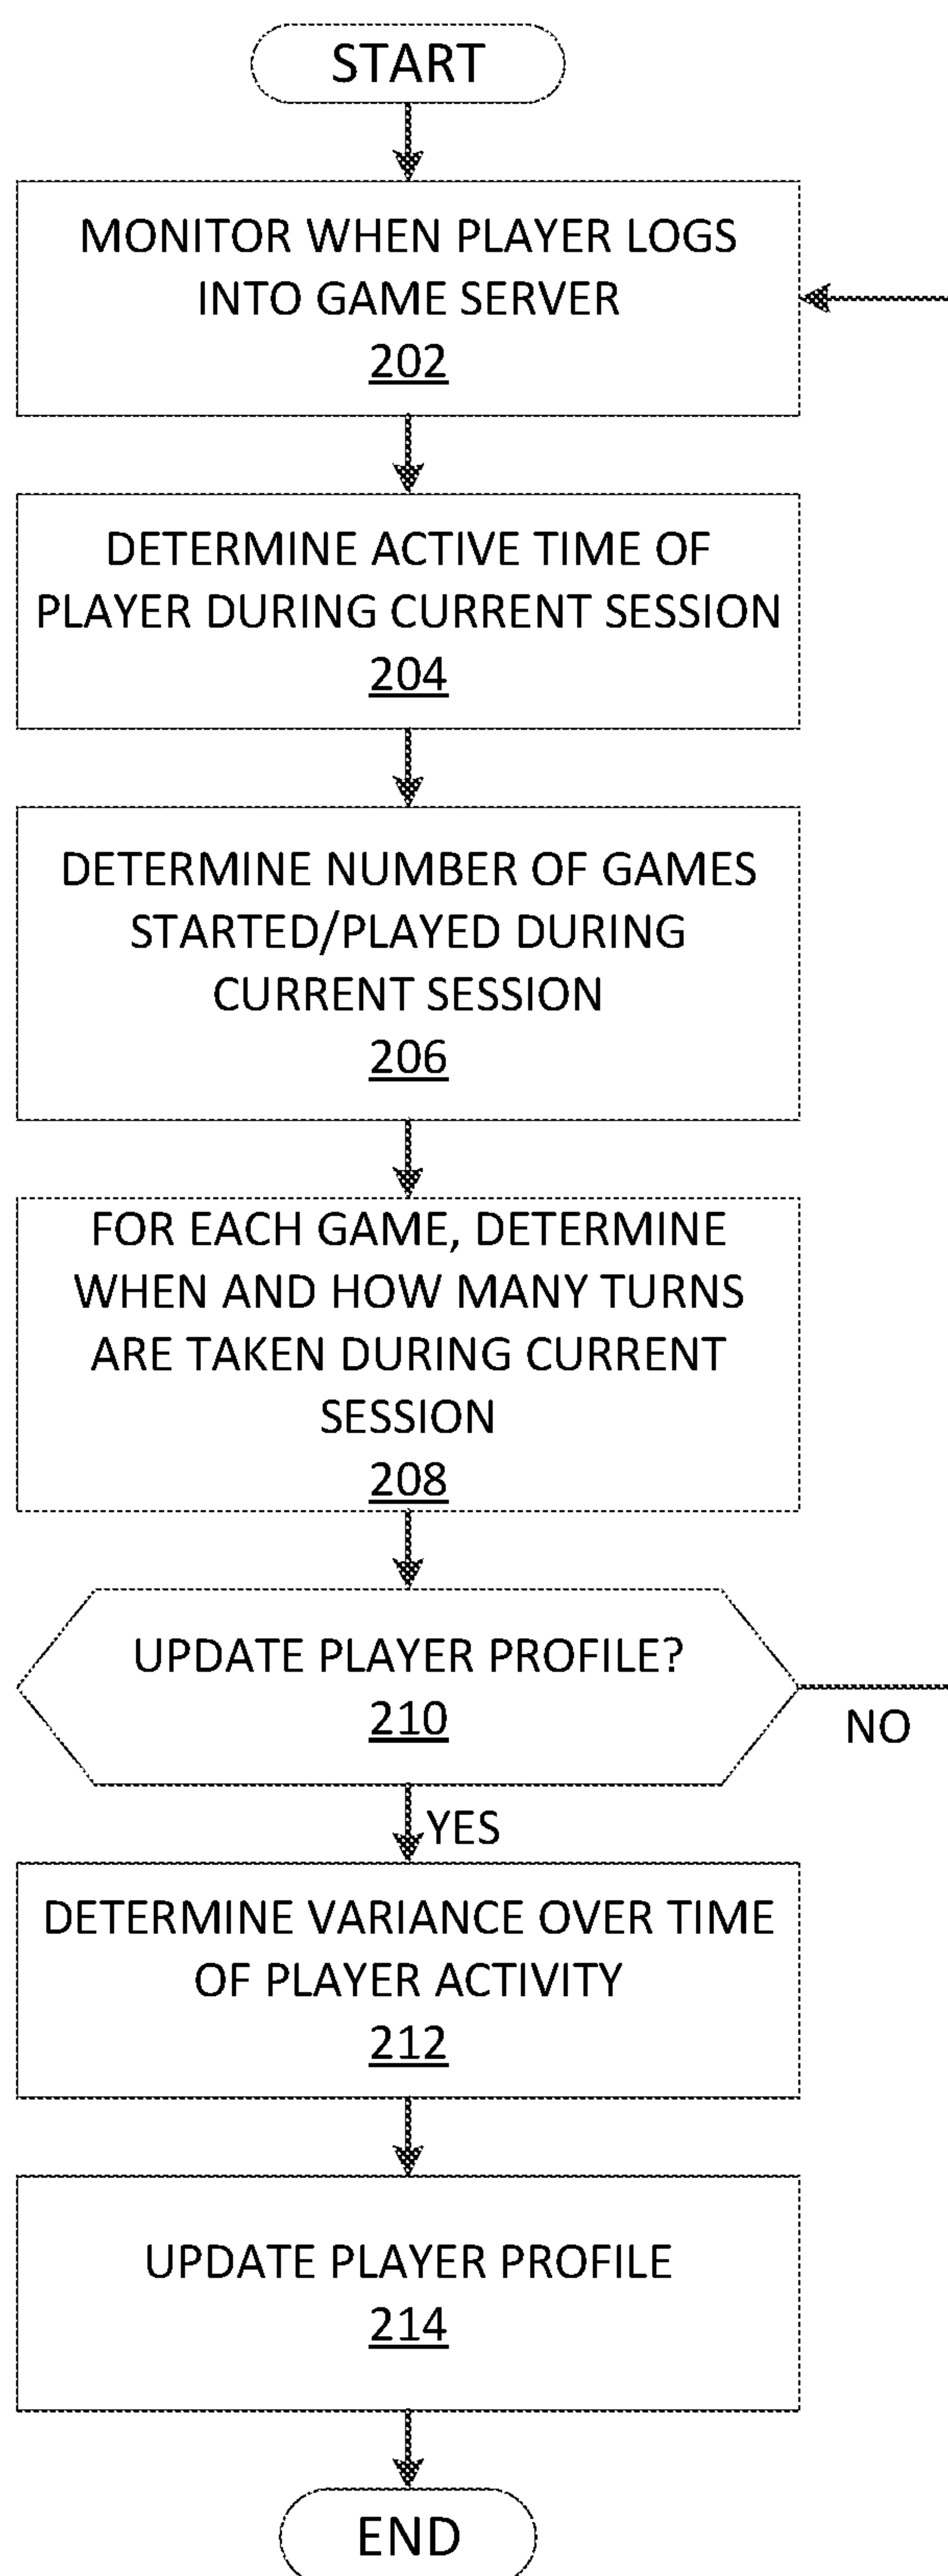 START
MONITOR WHEN PLAYER LOGS
INTO GAME SERVER
202
DETERMINE ACTIVE TIME OF
PLAYER DURING CURRENT SESSION
204
DETERMINE NUMBER OF GAMES
STARTED/PLAYED DURING
CURRENT SESSION
206
FOR EACH GAME, DETERMINE
WHEN AND HOW MANY TURNS
ARE TAKEN DURING CURRENT
SESSION
208
UPDATE PLAYER PROFILE?
210
NO
YES
DETERMINE VARIANCE OVER TIME
OF PLAYER ACTIVITY
212
UPDATE PLAYER PROFILE
214
END